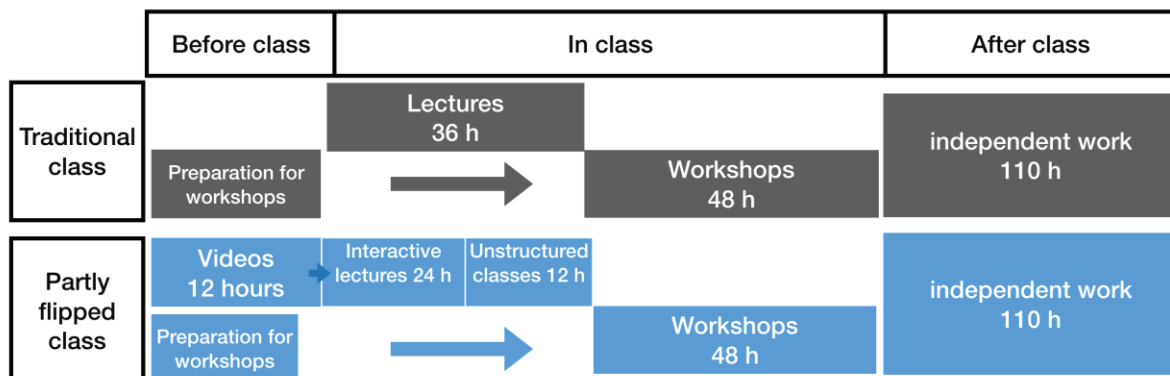 Before class
In class
After class
Traditional
class
Lectures
36 h
Preparation for
workshops
Workshops
48 h
independent work
110 h
Partly
flipped
class
Videos
12 hours
Interactive
lectures 24 h
Unstructured
classes 12 h
Preparation for
workshops
Workshops
48 h
independent work
110 h